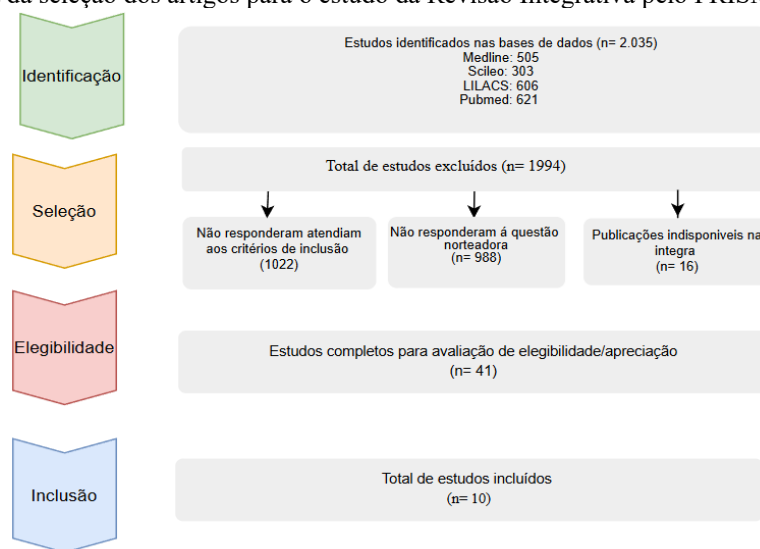 da seleção dos artigos para o estudo da Revisão Integrativa pelo
Identificação
Estudos identificados nas bases de dados (n= 2.035)
Medline: 505
Scileo: 303
LILACS: 606
Pubmed: 621
Seleção
Total de estudos excluídos (n= 1994)
Não responderam atendiam
aos critérios de inclusão
(1022)
Não responderam á questão
norteadora
(n= 988)
Publicações indisponiveis na
integra
(n= 16)
Elegibilidade
Estudos completos para avaliação de elegibilidade/apreciação
(n= 41)
Inclusão
Total de estudos incluídos
(n= 10)